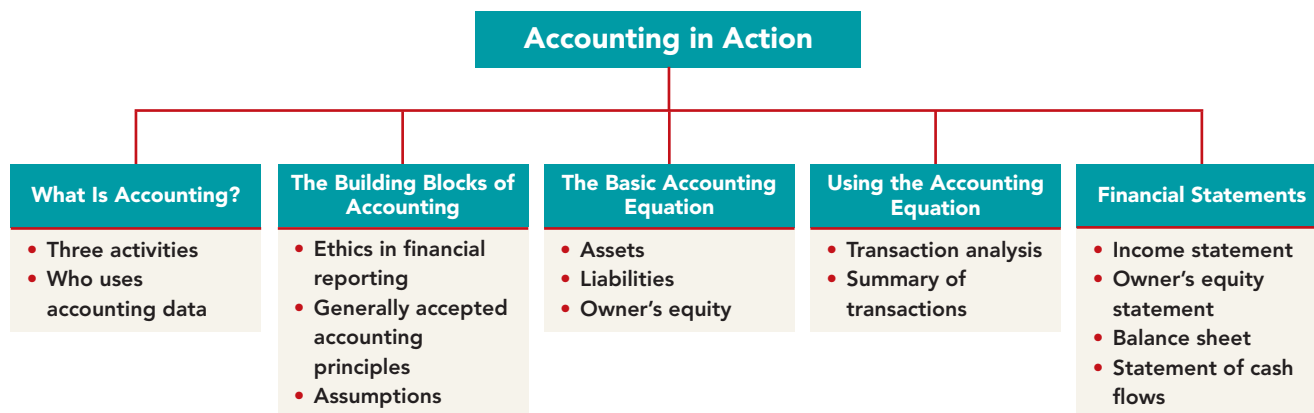 Accounting in Action
What Is Accounting?
• Three activities
• Who uses
accounting data
The Building Blocks of
Accounting
• Ethics in financial
reporting
• Generally accepted
accounting
principles
• Assumptions
The Basic Accounting
Equation
• Assets
• Liabilities
• Owner's equity
Using the Accounting
Equation
• Transaction analysis
• Summary of
transactions
Financial Statements
• Income statement
• Owner's equity
statement
• Balance sheet
• Statement of cash
flows